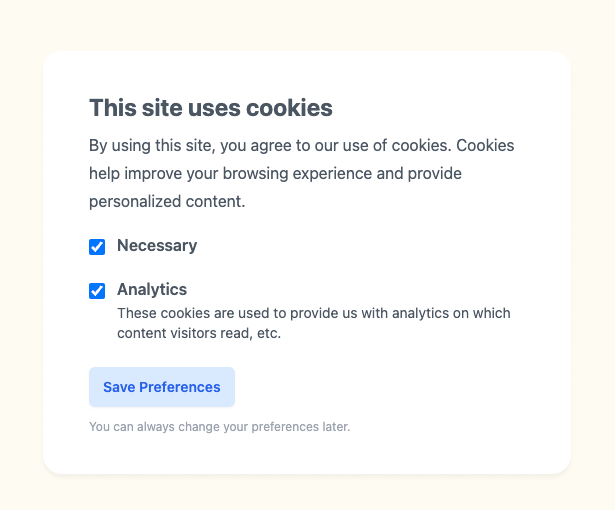 This site uses cookies
By using this site, you agree to our use of cookies. Cookies
help improve your browsing experience and provide
personalized content.
Necessary
Analytics
These cookies are used to provide us with analytics on which
content visitors read, etc.
Save Preferences
You can always change your preferences later.